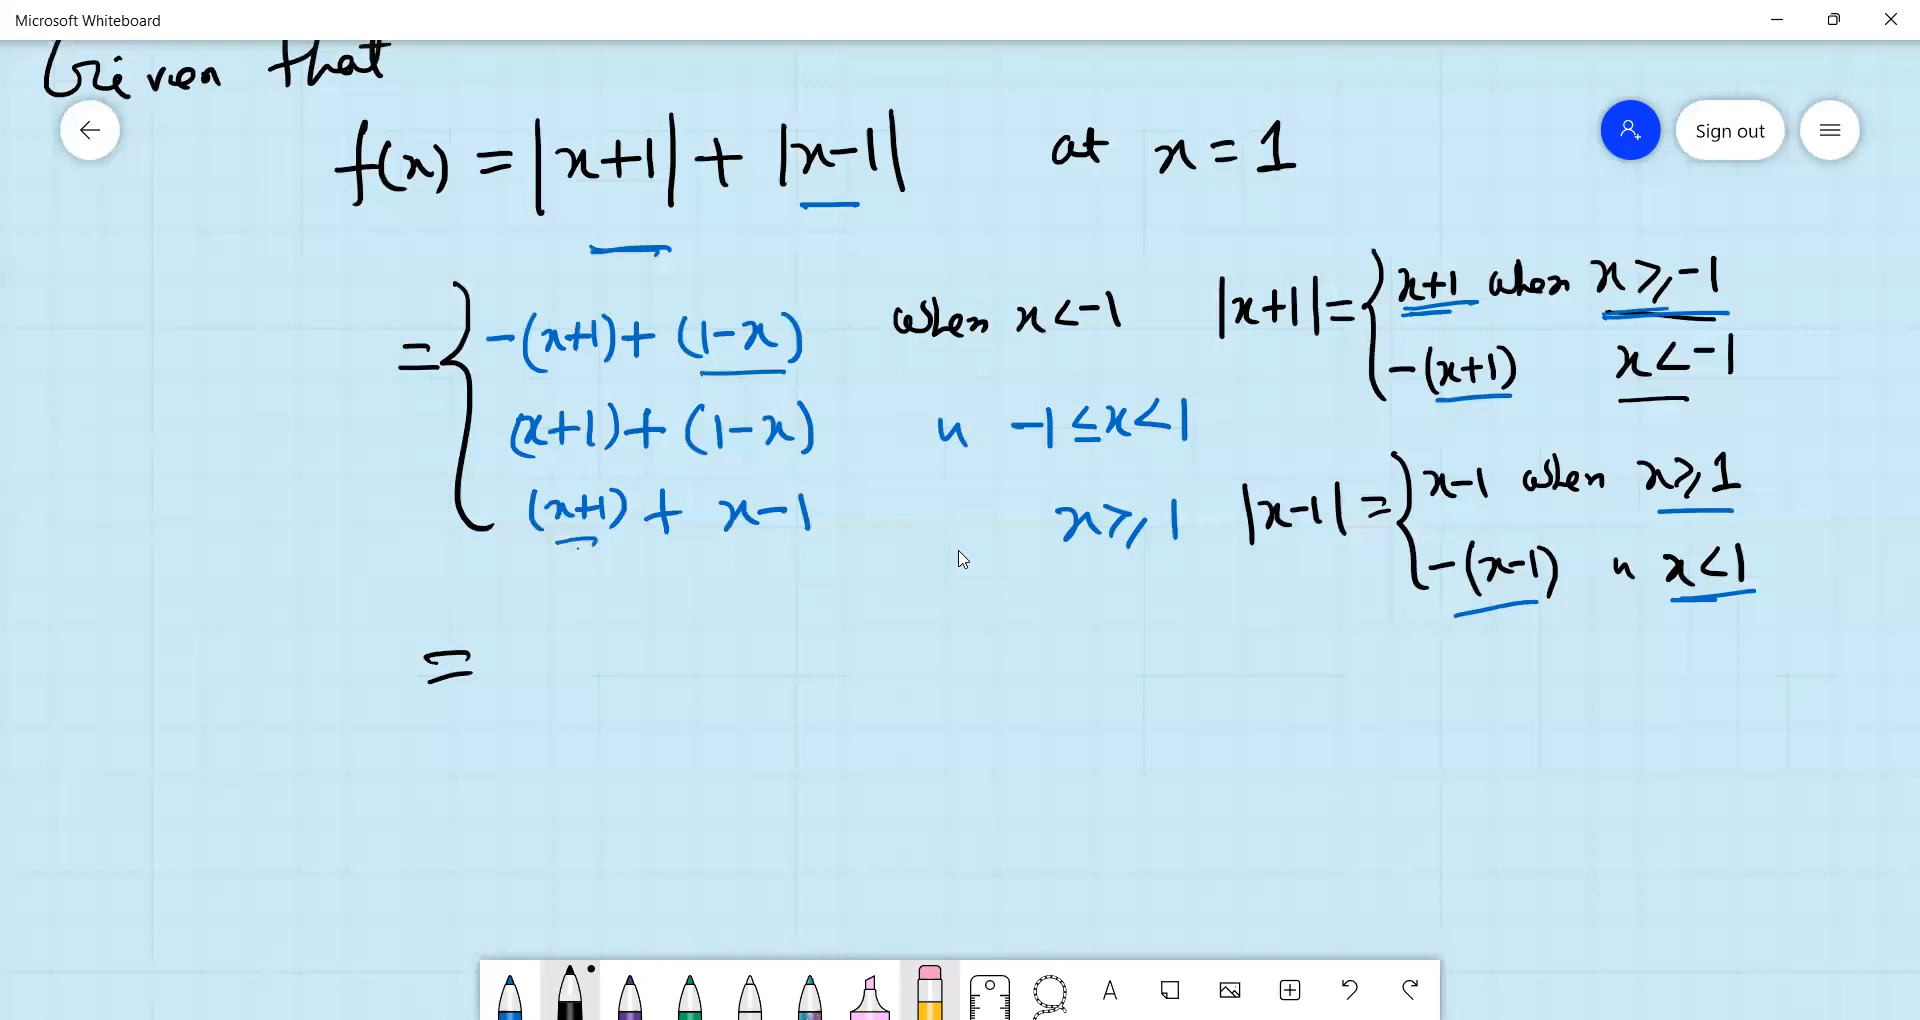 Microsoft Whiteboard
Given that
f(x) = |x+1| + |x-1| at x = 1
Sign out
= { -(x+1) + (1-x) when x < -1
(x+1) + (1-x) " -1 ≤ x < 1
(x+1) + x-1 x ≥ 1
|x+1| = { x+1 when x ≥ -1
-(x+1) x < -1
|x-1| = { x-1 when x ≥ 1
-(x-1) " x < 1
=
A